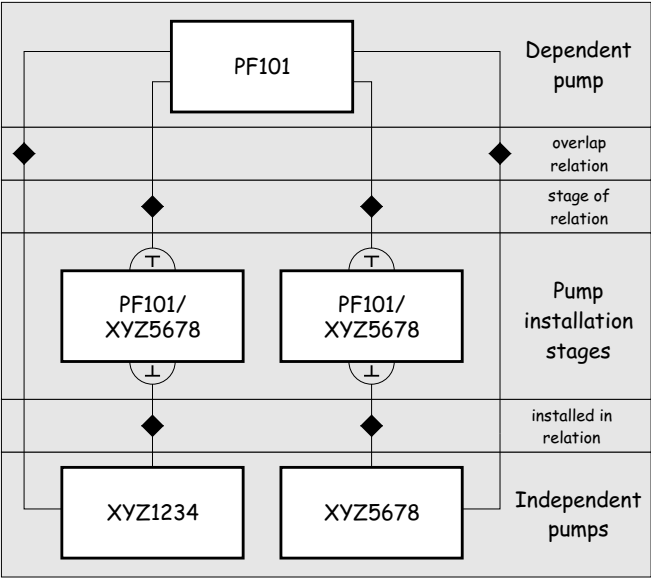 PF101
Dependent
pump
overlap
relation
stage of
relation
PF101/
XYZ5678
PF101/
XYZ5678
Pump
installation
stages
installed in
relation
XYZ1234
XYZ5678
Independent
pumps